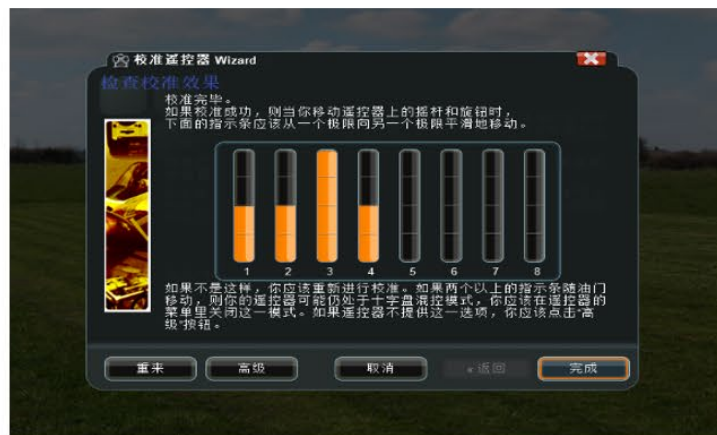 校准遥控器 Wizard
检查校准效果
校准完毕。
如果校准成功，则当你移动遥控器上的摇杆和旋钮时，
下面的指示条应该从一个极限向另一个极限平滑地移动。
1 2 3 4 5 6 7 8
如果不是这样，你应该重新进行校准。如果两个以上的指示条随油门
移动，则你的遥控器可能仍处于十字盘混控模式，你应该在遥控器的
菜单里关闭这一模式。如果遥控器不提供这一选项，你应该点击“高
级”按钮。
重来 高级 取消 « 返回 完成